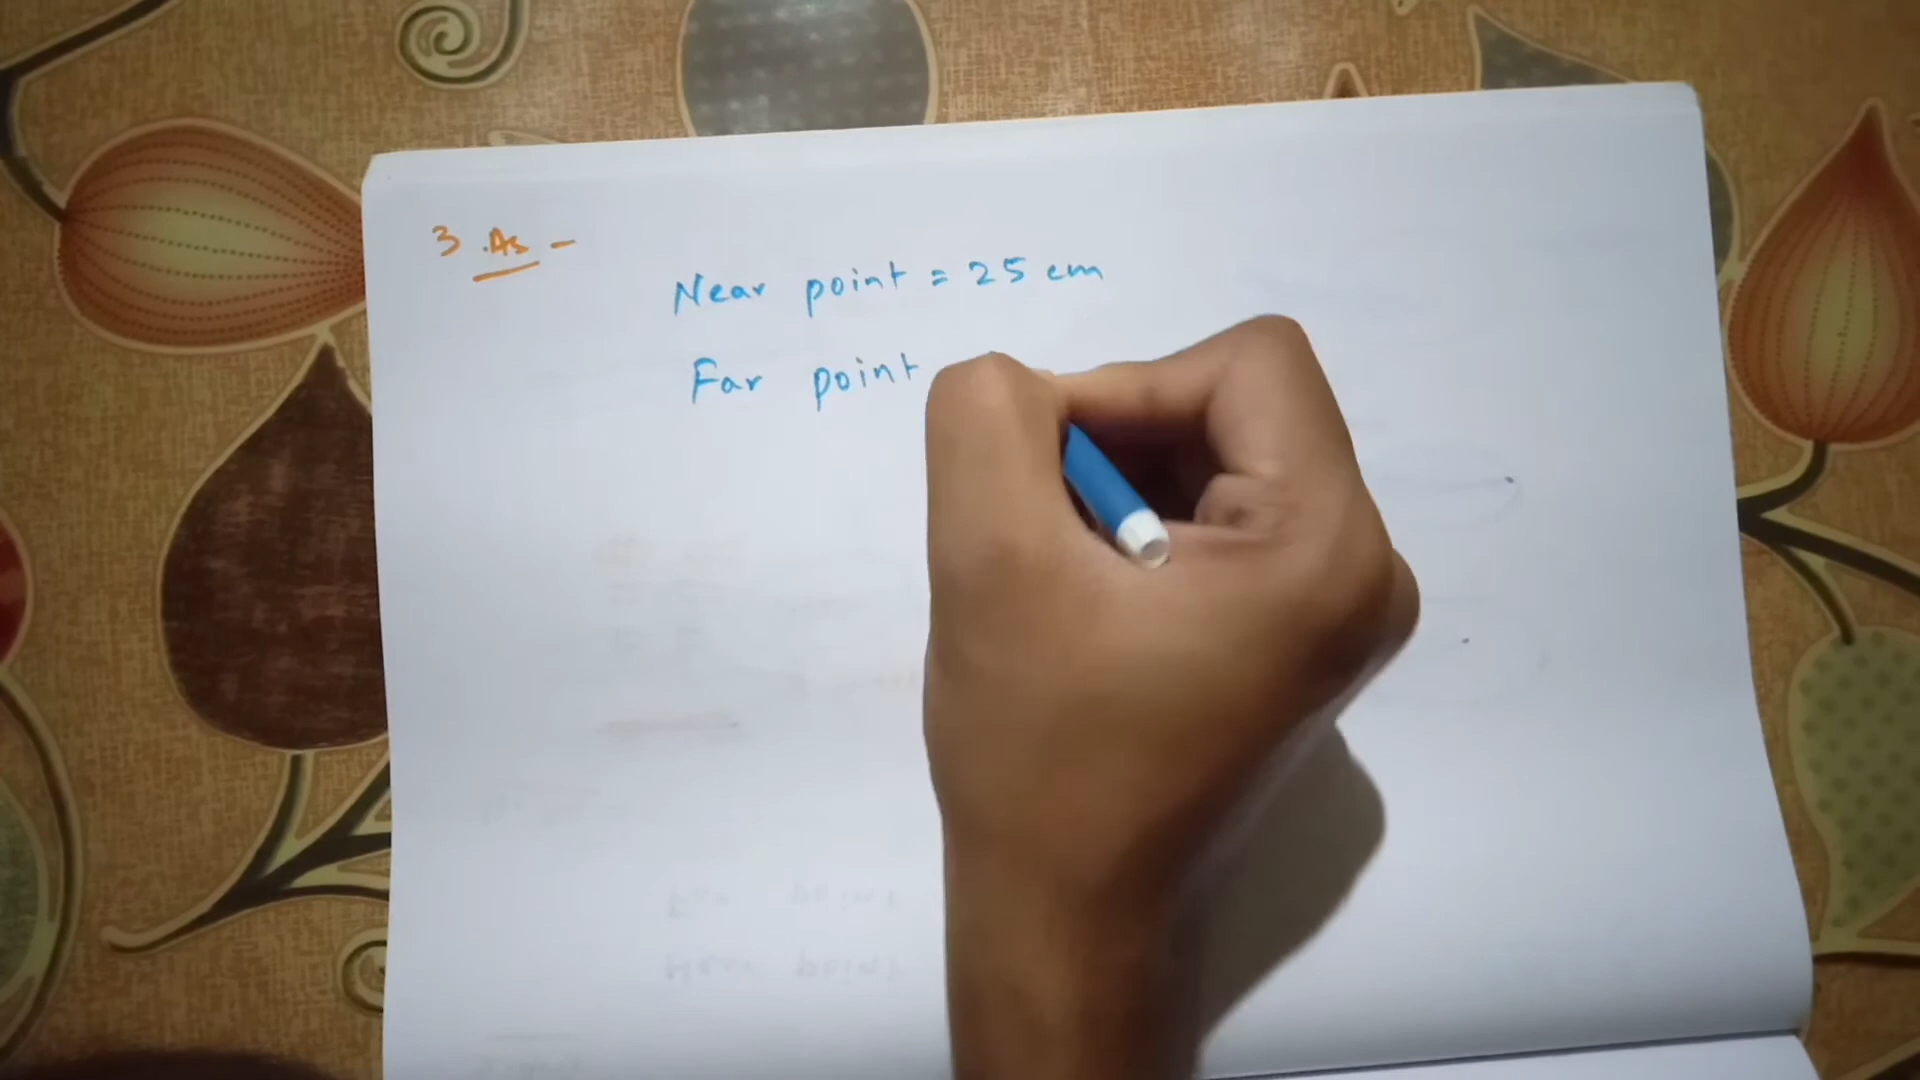 3 .As -
Near point = 25 cm
Far point